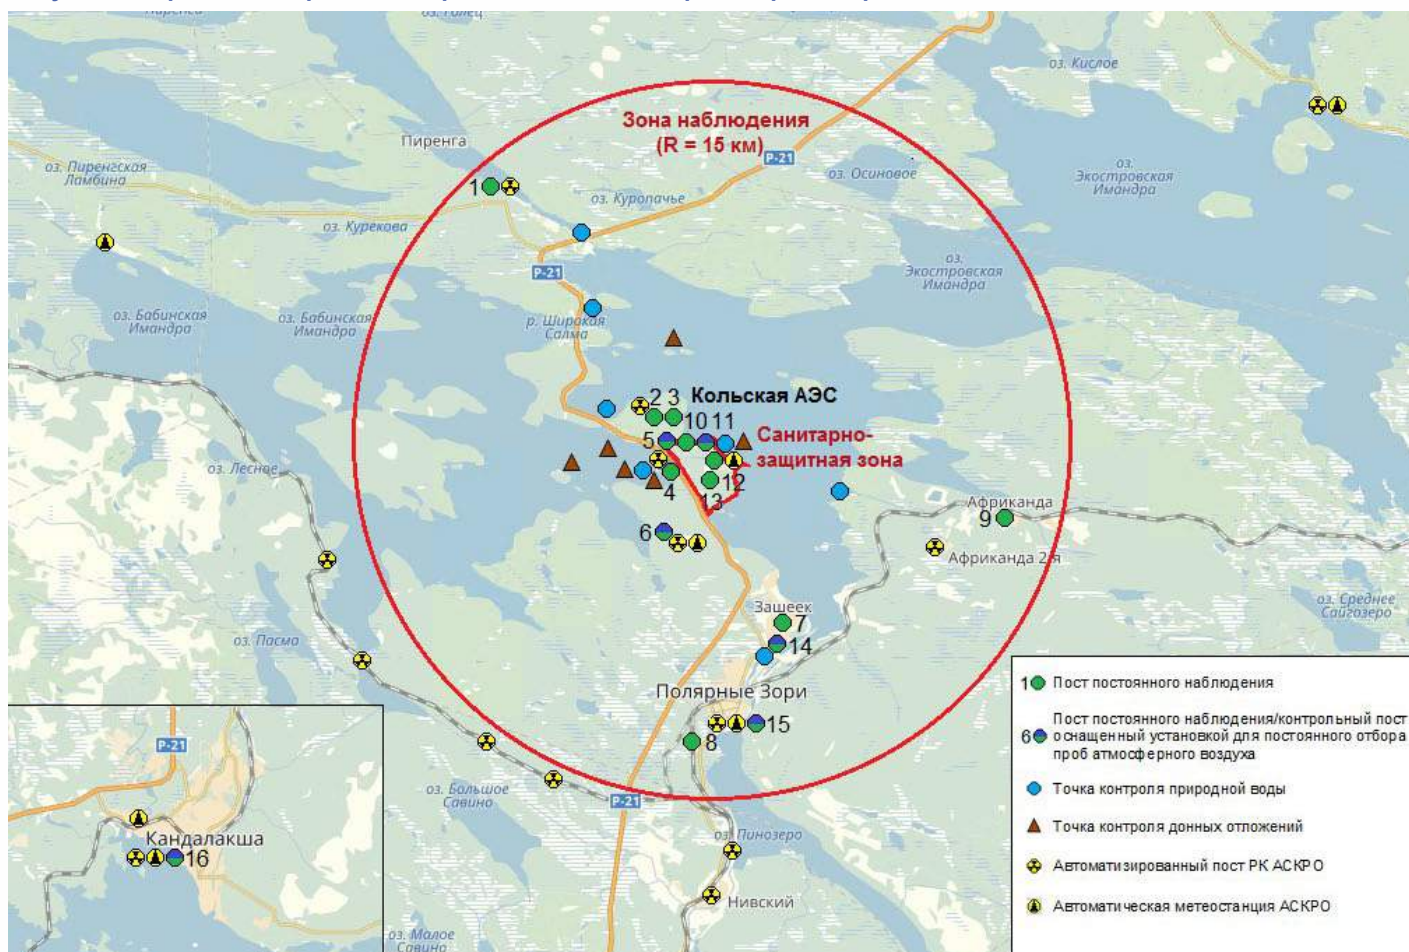 оз. Кислое
Зона наблюдения
(R = 15 км)
Пиренга
Р-21
оз. Пиренгская
Ламбина
оз. Осиновое
оз.
Экостровская
Имандра
1
оз. Куропачье
оз. Курекова
Р-21
оз.
Экостровская
Имандра
оз. Бабинская
Имандра
оз. Бабинская
Имандра
р. Широкая
Салма
Кольская АЭС
2 3
10 11
5
Санитарно-
защитная зона
оз. Лесное
4
12
13
Африканда
9
6
Африканда 2-я
оз. Среднее
Сайгозеро
Зашеек
7
оз. Пасма
14
Полярные Зори
15
8
оз. Большое
Савино
Р-21
оз. Пинозеро
Нивский
оз. Малое
Савино
Р-21
Кандалакша
16
1 Пост постоянного наблюдения
Пост постоянного наблюдения/контрольный пост
6 оснащенный установкой для постоянного отбора
проб атмосферного воздуха
Точка контроля природной воды
Точка контроля донных отложений
Автоматизированный пост РК АСКРО
Автоматическая метеостанция АСКРО